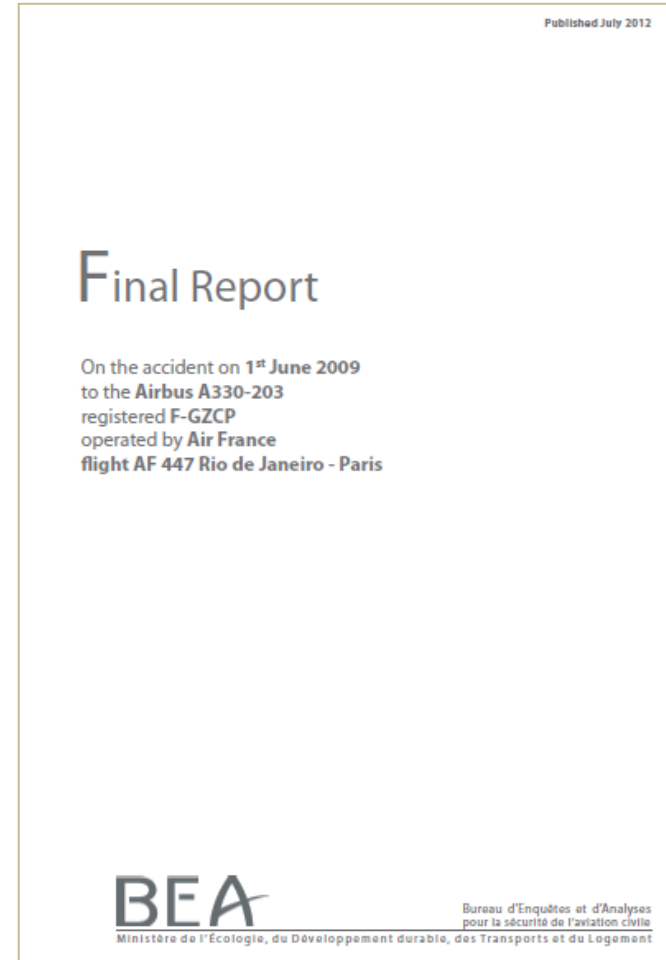 Published July 2012
Final Report
On the accident on 1st June 2009
to the Airbus A330-203
registered F-GZCP
operated by Air France
flight AF 447 Rio de Janeiro - Paris
BEA
Bureau d'Enquêtes et d'Analyses
pour la sécurité de l'aviation civile
Ministère de l'Écologie, du Développement durable, des Transports et du Logement